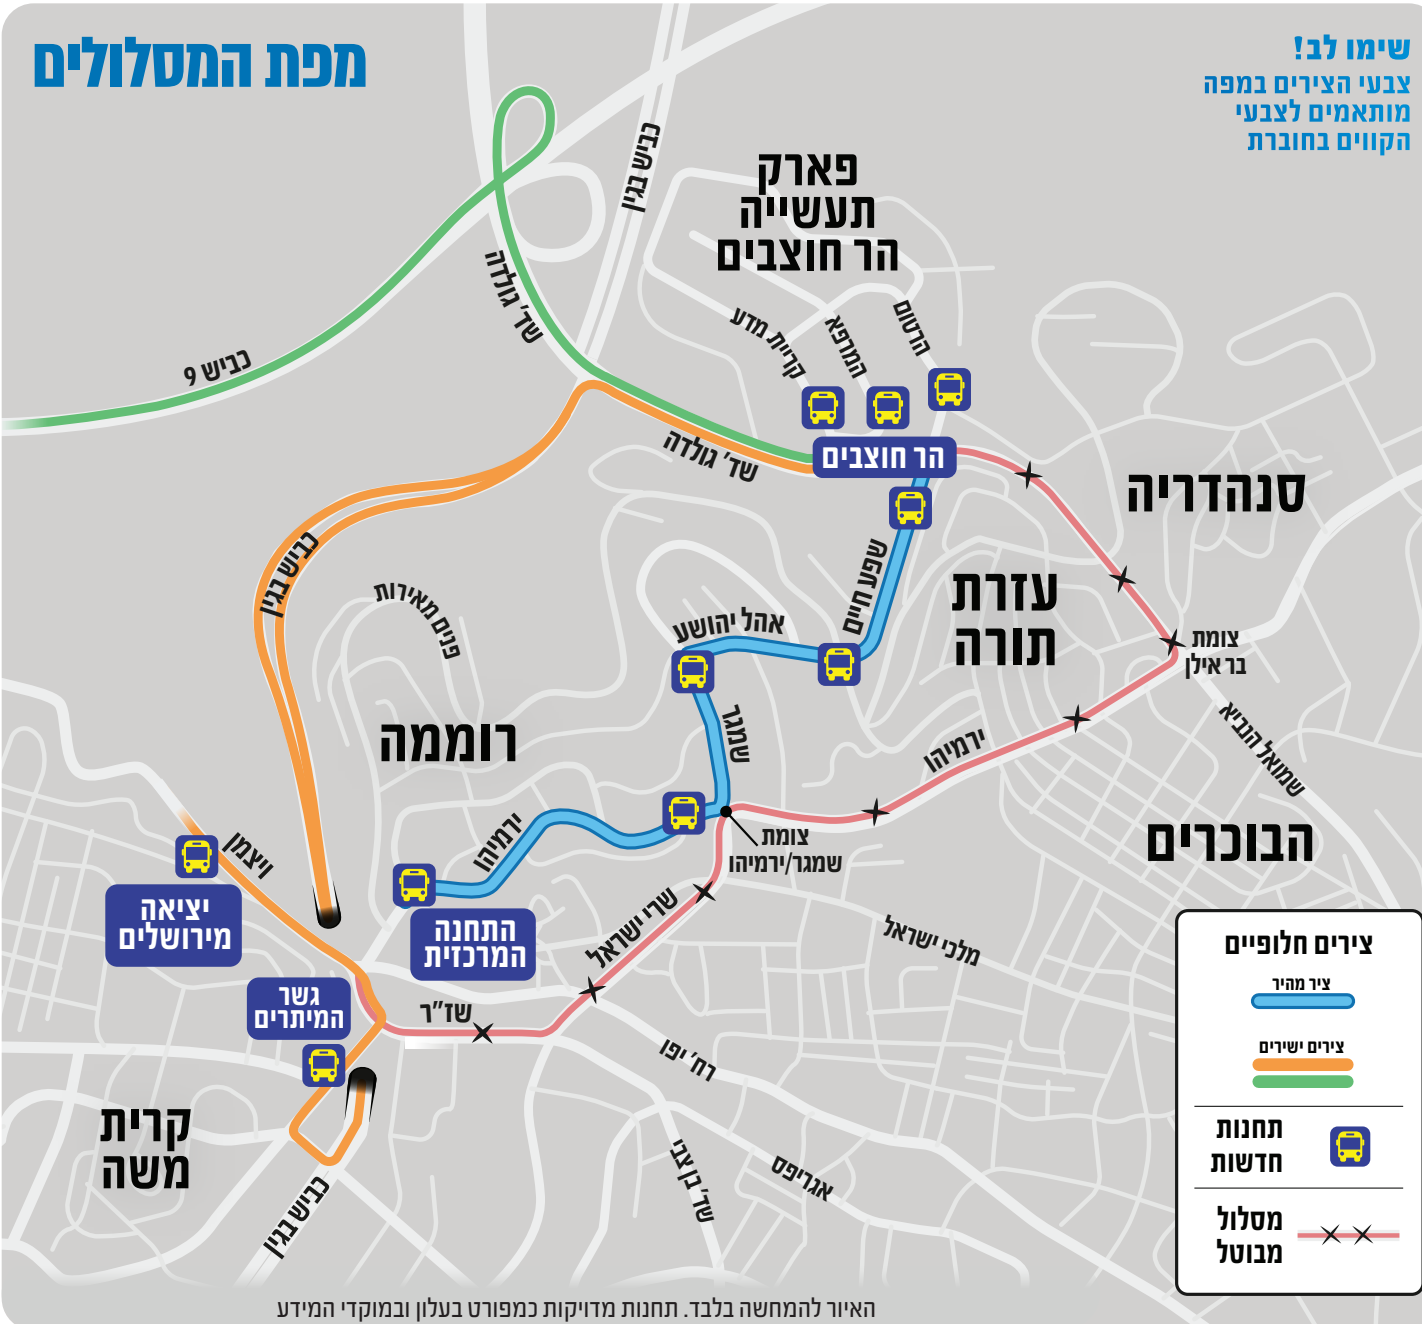 מפת המסלולים
שימו לב!
צבעי הצירים במפה
מותאמים לצבעי
הקווים בחוברת
כביש בגין
פארק
תעשייה
הר חוצבים
שד' גולדה
כביש 9
קריית מדע
המרפא
הרטום
שד' גולדה
הר חוצבים
סנהדריה
כביש בגין
שפע חיים
עזרת
תורה
פנים מאירות
אהל יהושע
צומת
בר אילן
שמגר
רוממה
ירמיהו
שמואל הנביא
ירמיהו
צומת
שמגר/ירמיהו
הבוכרים
ויצמן
יציאה
מירושלים
התחנה
המרכזית
שרי ישראל
מלכי ישראל
גשר
המיתרים
שז"ר
רח' יפו
קרית
משה
כביש בגין
שד' בן צבי
אגריפס
צירים חלופיים
ציר מהיר
צירים ישירים
תחנות
חדשות
מסלול
מבוטל
האיור להמחשה בלבד. תחנות מדויקות כמפורט בעלון ובמוקדי המידע